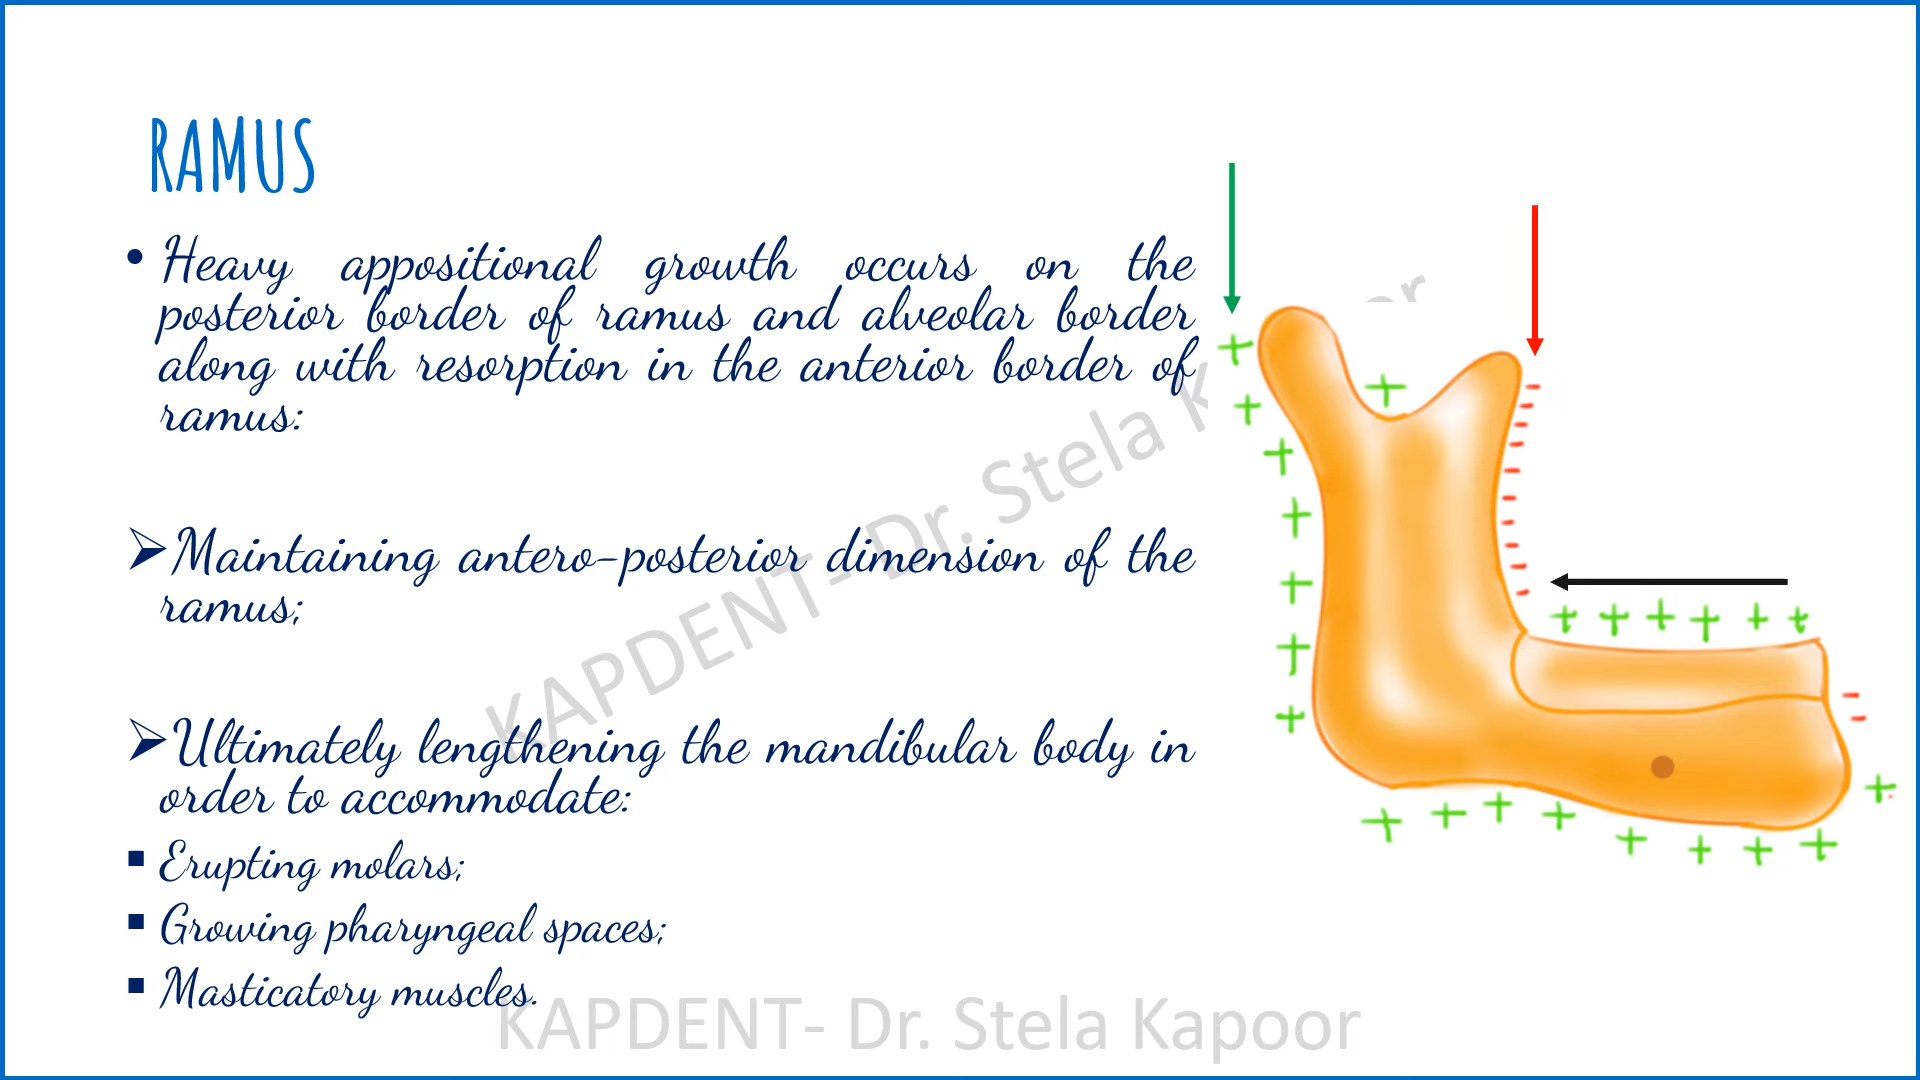 RAMUS
• Heavy appositional growth occurs on the
posterior border of ramus and alveolar border
along with resorption in the anterior border of
ramus:
➢Maintaining antero-posterior dimension of the
ramus;
➢Ultimately lengthening the mandibular body in
order to accommodate:
▪ Erupting molars;
▪ Growing pharyngeal spaces;
▪ Masticatory muscles.
KAPDENT- Dr. Stela K or
KAPDENT- Dr. Stela Kapoor